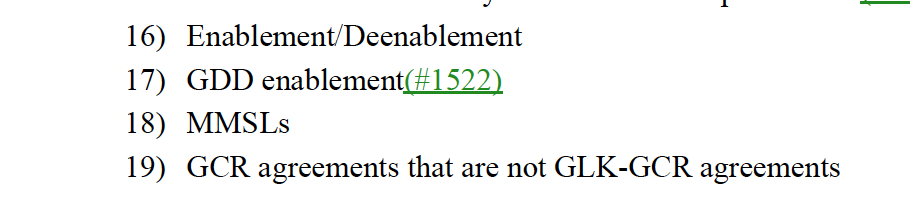 16) Enablement/Deenablement
17) GDD enablement(#1522)
18) MMSLs
19) GCR agreements that are not GLK-GCR agreements